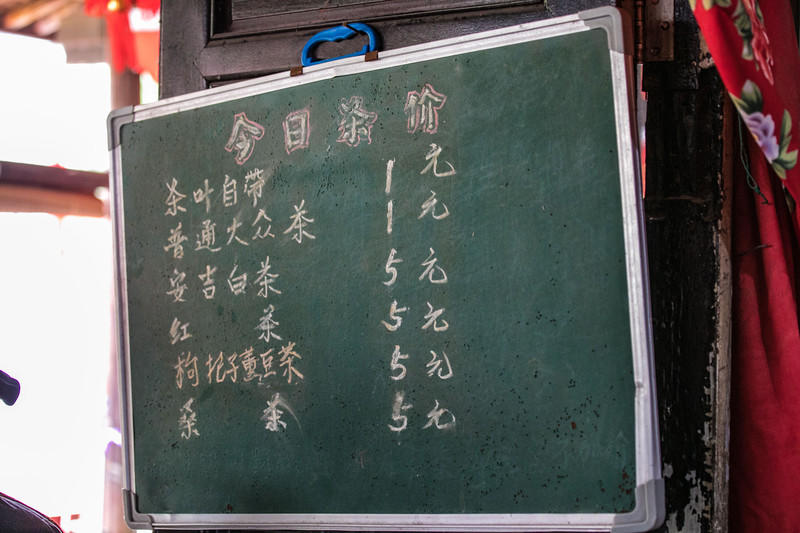 今日茶价
茶叶自带 1元
普通大众茶 1元
安吉白茶 5元
红茶 5元
枸杞子薰豆茶 5元
桑茶 5元